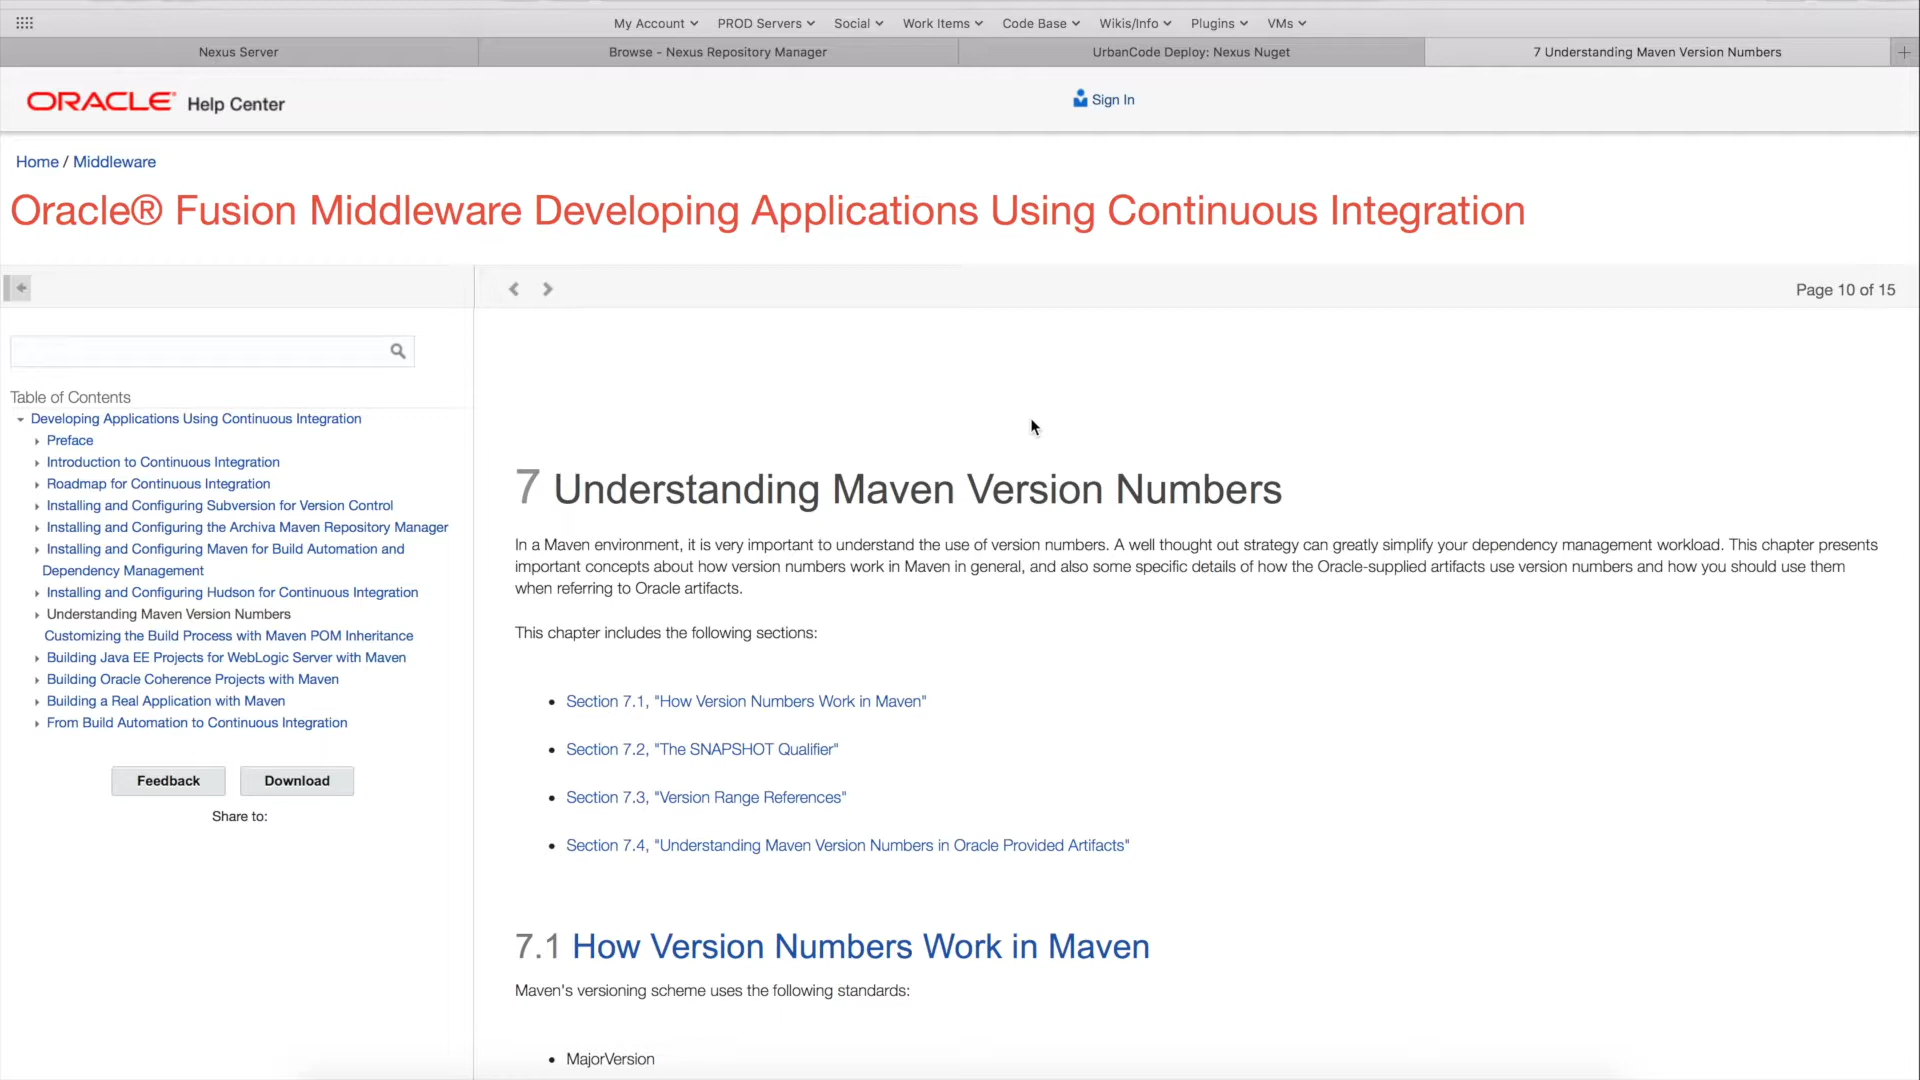 My Account PROD Servers Social Work Items Code Base Wikis/Info Plugins VMs
Nexus Server Browse - Nexus Repository Manager UrbanCode Deploy: Nexus Nuget 7 Understanding Maven Version Numbers
ORACLE Help Center Sign In
Home / Middleware
Oracle® Fusion Middleware Developing Applications Using Continuous Integration
Page 10 of 15
Table of Contents
Developing Applications Using Continuous Integration
Preface
Introduction to Continuous Integration
Roadmap for Continuous Integration
Installing and Configuring Subversion for Version Control
Installing and Configuring the Archiva Maven Repository Manager
Installing and Configuring Maven for Build Automation and
Dependency Management
Installing and Configuring Hudson for Continuous Integration
Understanding Maven Version Numbers
Customizing the Build Process with Maven POM Inheritance
Building Java EE Projects for WebLogic Server with Maven
Building Oracle Coherence Projects with Maven
Building a Real Application with Maven
From Build Automation to Continuous Integration
Feedback Download
Share to:
7 Understanding Maven Version Numbers
In a Maven environment, it is very important to understand the use of version numbers. A well thought out strategy can greatly simplify your dependency management workload. This chapter presents
important concepts about how version numbers work in Maven in general, and also some specific details of how the Oracle-supplied artifacts use version numbers and how you should use them
when referring to Oracle artifacts.
This chapter includes the following sections:
• Section 7.1, "How Version Numbers Work in Maven"
• Section 7.2, "The SNAPSHOT Qualifier"
• Section 7.3, "Version Range References"
• Section 7.4, "Understanding Maven Version Numbers in Oracle Provided Artifacts"
7.1 How Version Numbers Work in Maven
Maven's versioning scheme uses the following standards:
• MajorVersion